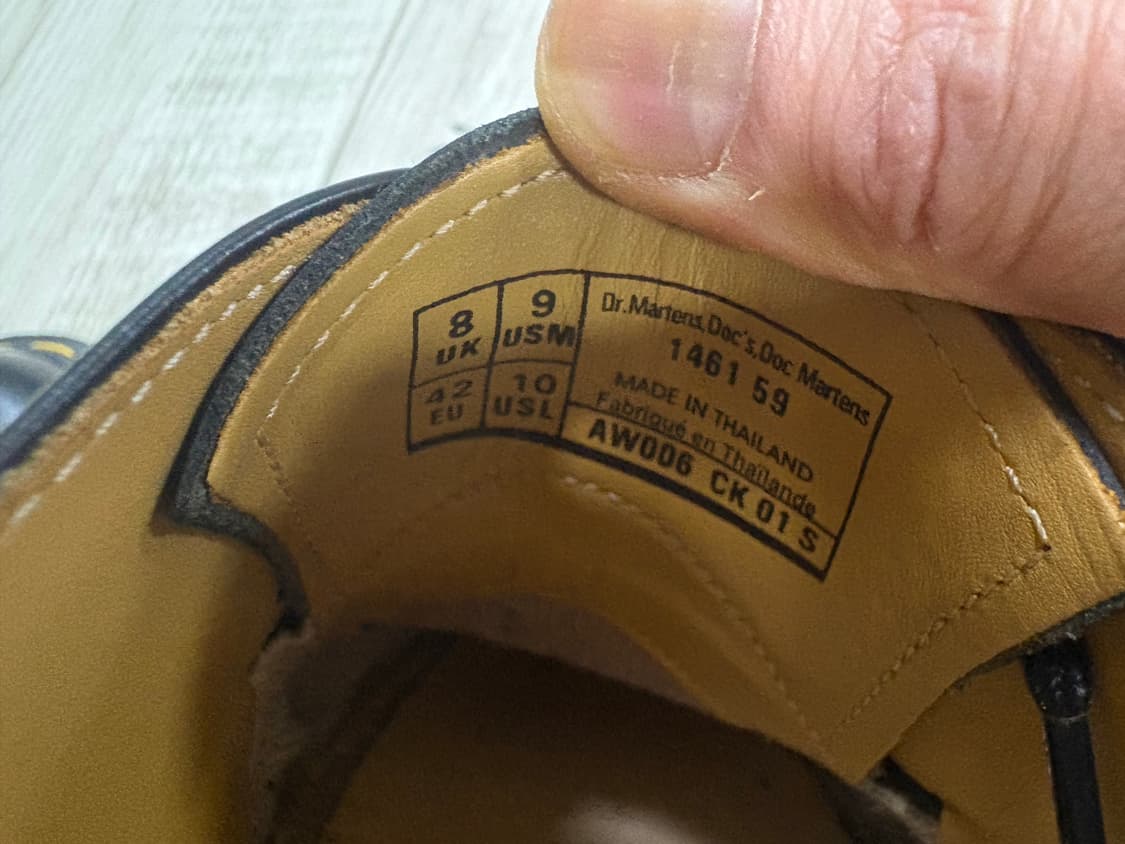 8 UK
9 USM
42 EU
10 USL
Dr.Martens,Doc's,Doc Martens
1461 59
MADE IN THAILAND
Fabriqué en Thaïlande
AW006 CK 01 S